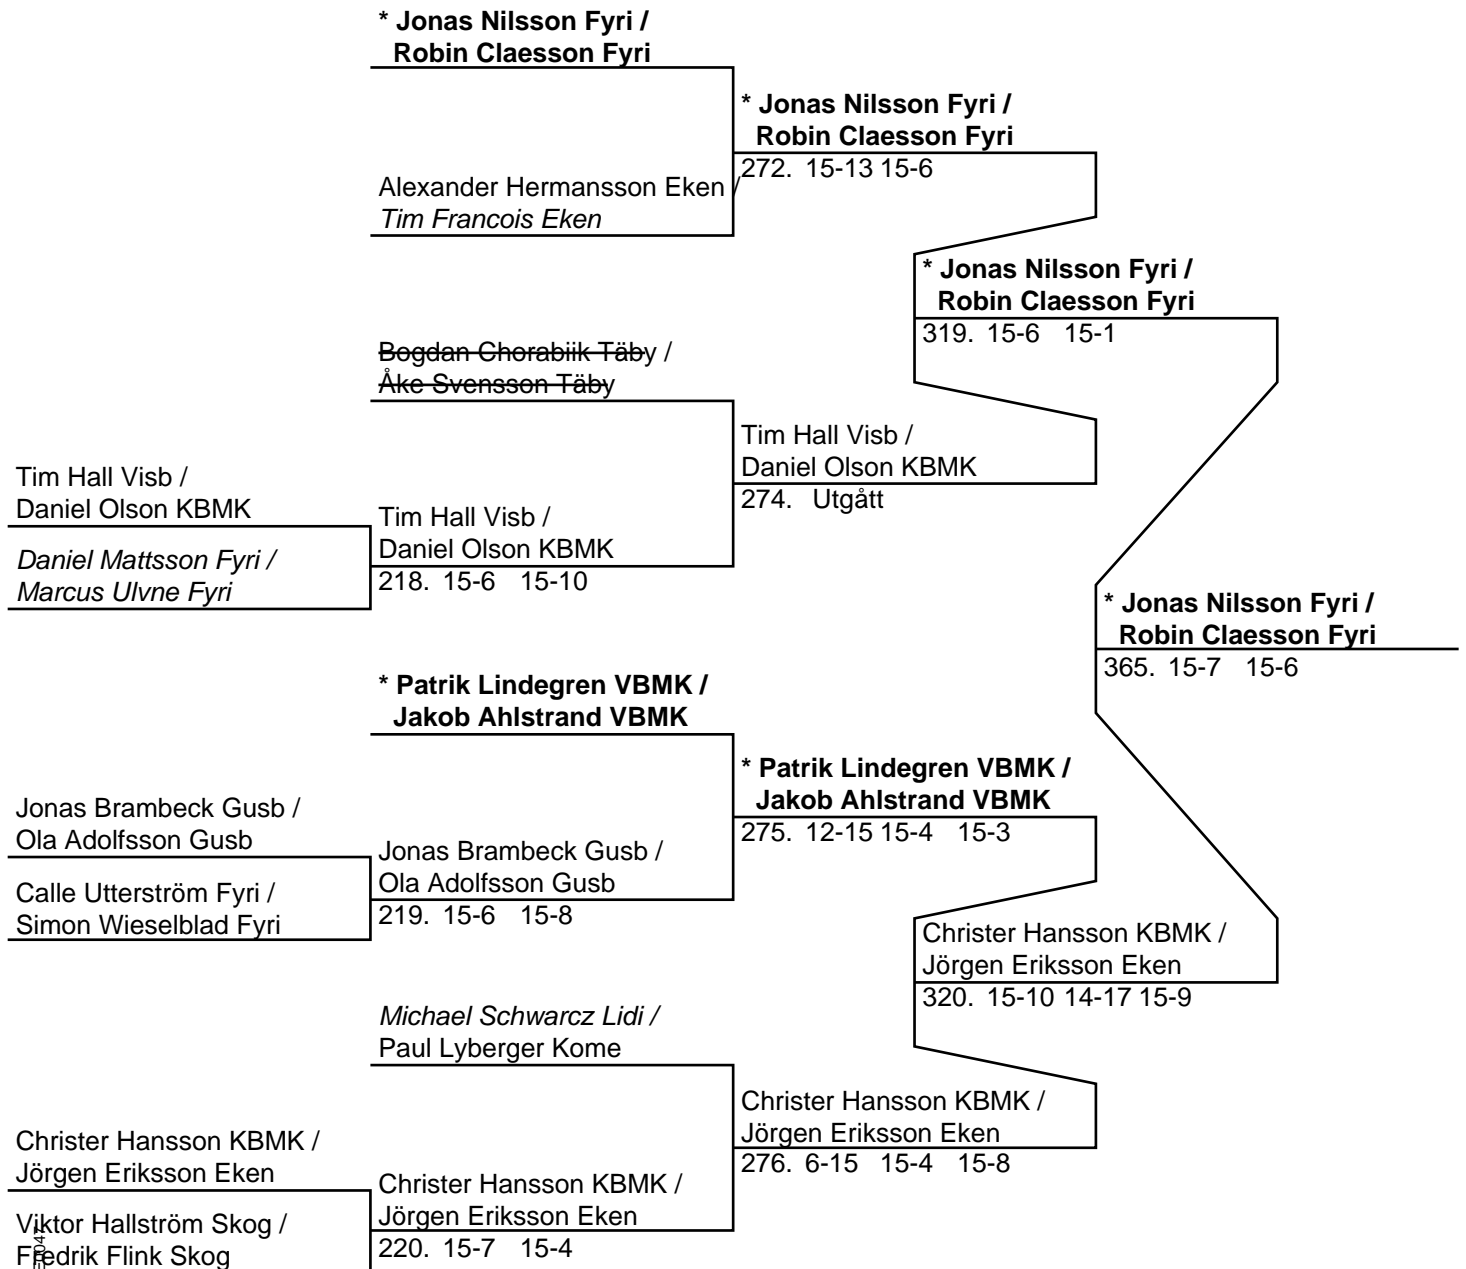 * Jonas Nilsson Fyri /
Robin Claesson Fyri
* Jonas Nilsson Fyri /
Robin Claesson Fyri
272. 15-13 15-6
Alexander Hermansson Eken /
Tim Francois Eken
* Jonas Nilsson Fyri /
Robin Claesson Fyri
319. 15-6 15-1
Bogdan Chorabiik Täby /
Åke Svensson Täby
Tim Hall Visb /
Daniel Olson KBMK
274. Utgått
Tim Hall Visb /
Daniel Olson KBMK
Tim Hall Visb /
Daniel Olson KBMK
218. 15-6 15-10
Daniel Mattsson Fyri /
Marcus Ulvne Fyri
* Jonas Nilsson Fyri /
Robin Claesson Fyri
365. 15-7 15-6
* Patrik Lindegren VBMK /
Jakob Ahlstrand VBMK
* Patrik Lindegren VBMK /
Jakob Ahlstrand VBMK
275. 12-15 15-4 15-3
Jonas Brambeck Gusb /
Ola Adolfsson Gusb
Jonas Brambeck Gusb /
Ola Adolfsson Gusb
219. 15-6 15-8
Calle Utterström Fyri /
Simon Wieselblad Fyri
Christer Hansson KBMK /
Jörgen Eriksson Eken
320. 15-10 14-17 15-9
Michael Schwarcz Lidi /
Paul Lyberger Kome
Christer Hansson KBMK /
Jörgen Eriksson Eken
276. 6-15 15-4 15-8
Christer Hansson KBMK /
Jörgen Eriksson Eken
Christer Hansson KBMK /
Jörgen Eriksson Eken
220. 15-7 15-4
Viktor Hallström Skog /
Fredrik Flink Skog